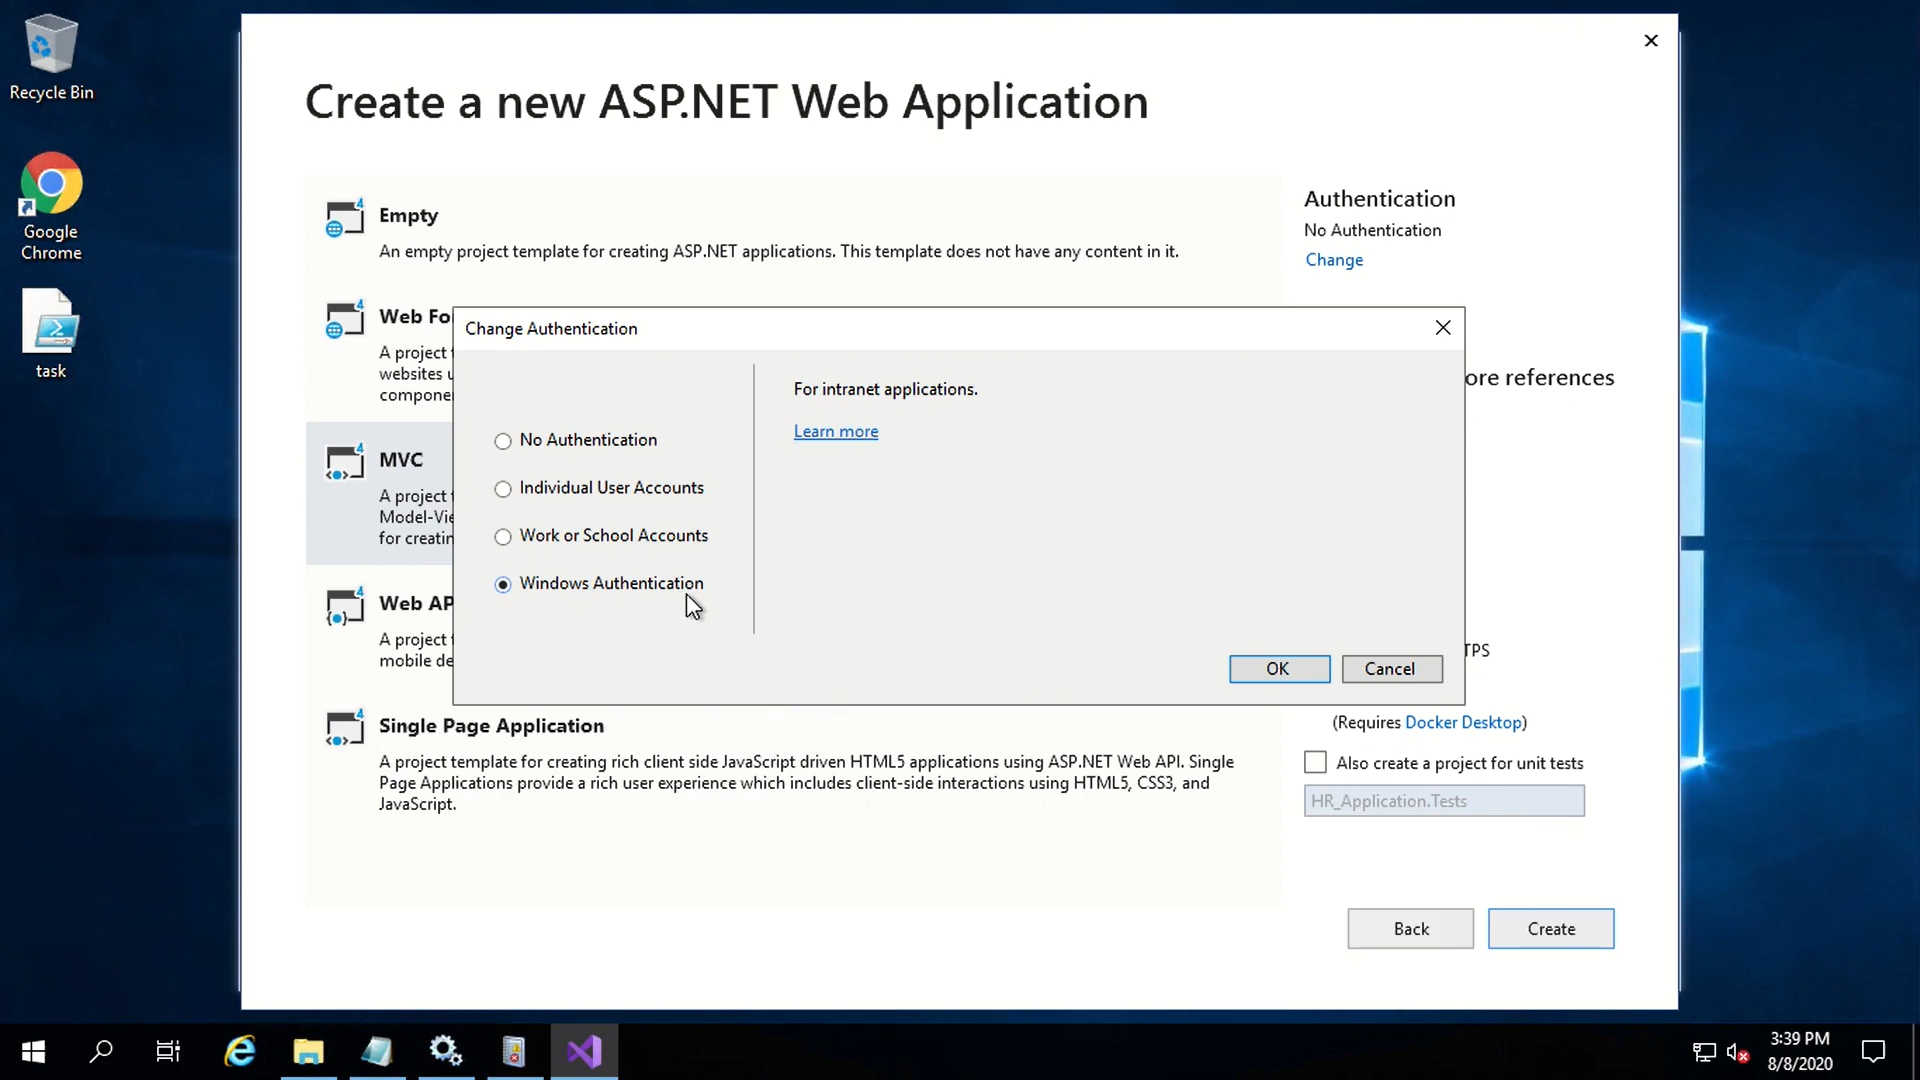 Recycle Bin
Google
Chrome
task
Create a new ASP.NET Web Application
Empty
An empty project template for creating ASP.NET applications. This template does not have any content in it.
Web Fo
A project t
websites u
componen
MVC
A project t
Model-Vie
for creatin
Web AP
A project t
mobile de
Single Page Application
A project template for creating rich client side JavaScript driven HTML5 applications using ASP.NET Web API. Single
Page Applications provide a rich user experience which includes client-side interactions using HTML5, CSS3, and
JavaScript.
Authentication
No Authentication
Change
ore references
TPS
(Requires Docker Desktop)
Also create a project for unit tests
HR_Application.Tests
Back
Create
Change Authentication
No Authentication
Individual User Accounts
Work or School Accounts
Windows Authentication
For intranet applications.
Learn more
OK
Cancel
3:39 PM
8/8/2020